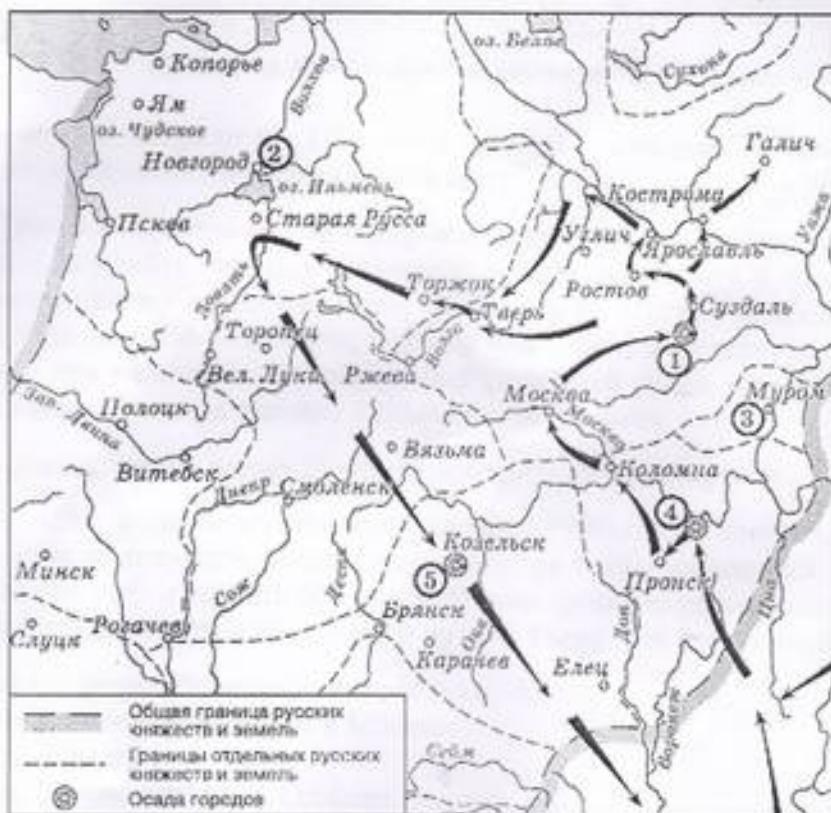 оз. Белое
Сухона
Копорье
Волхов
Ям
оз. Чудское
Галич
Новгород
2
оз. Ильмень
Кострома
Унжа
Псков
Старая Русса
Углич
Ярославль
Ловать
Торжок
Ростов
Тверь
Суздаль
Торопец
Волга
1
Вел. Луки
Ржева
Москва
Муром
Зап. Двина
Полоцк
Москва
3
Вязьма
Витебск
Коломна
Днепр
Смоленск
4
Козельск
Минск
Десна
5
Пронск
Цна
Сож
Дон
Слуцк
Рогачев
Брянск
Ока
Карачев
Елец
Воронеж
Сейм
Общая граница русских
княжеств и земель
Границы отдельных русских
княжеств и земель
Осада городов